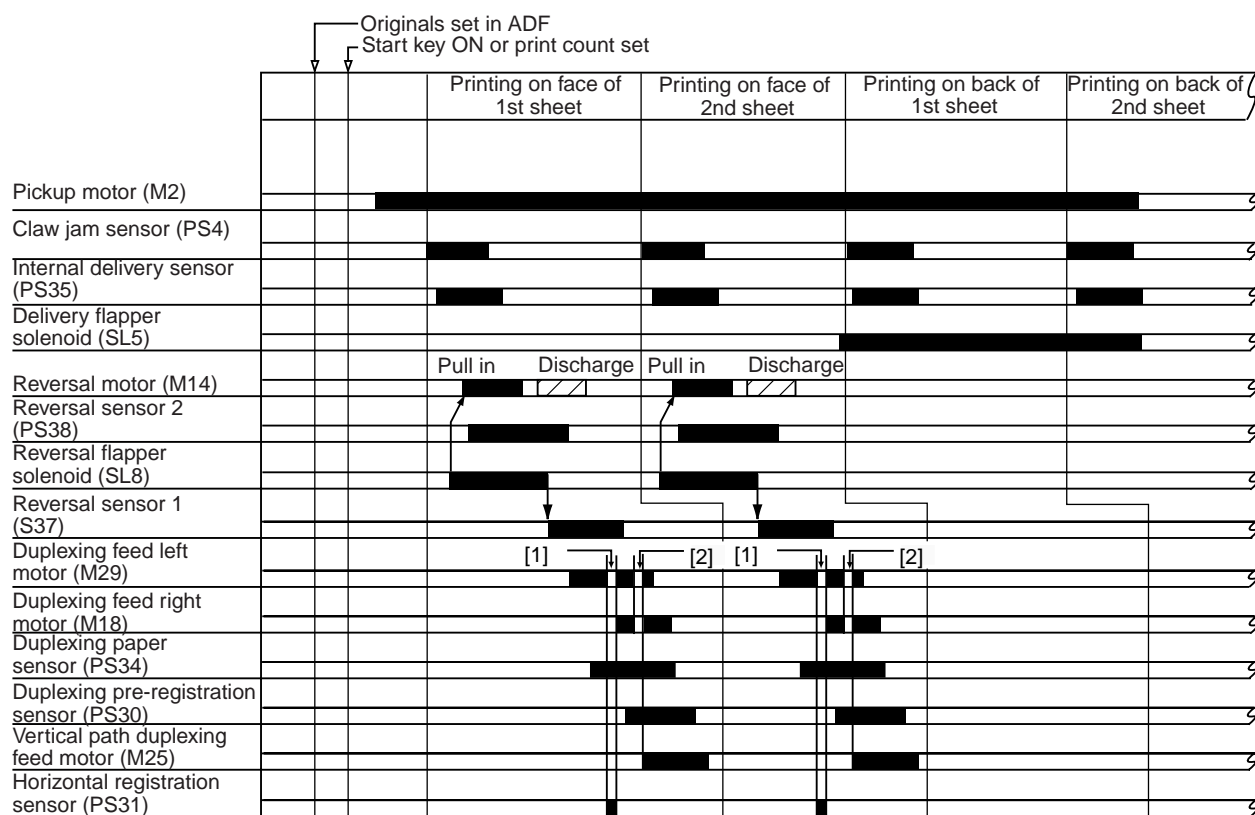 Originals set in ADF
Start key ON or print count set
Printing on face of
1st sheet
Printing on face of
2nd sheet
Printing on back of
1st sheet
Printing on back of
2nd sheet
Pickup motor (M2)
Claw jam sensor (PS4)
Internal delivery sensor
(PS35)
Delivery flapper
solenoid (SL5)
Pull in
Discharge
Pull in
Discharge
Reversal motor (M14)
Reversal sensor 2
(PS38)
Reversal flapper
solenoid (SL8)
Reversal sensor 1
(S37)
Duplexing feed left
motor (M29)
[1]
[2]
[1]
[2]
Duplexing feed right
motor (M18)
Duplexing paper
sensor (PS34)
Duplexing pre-registration
sensor (PS30)
Vertical path duplexing
feed motor (M25)
Horizontal registration
sensor (PS31)